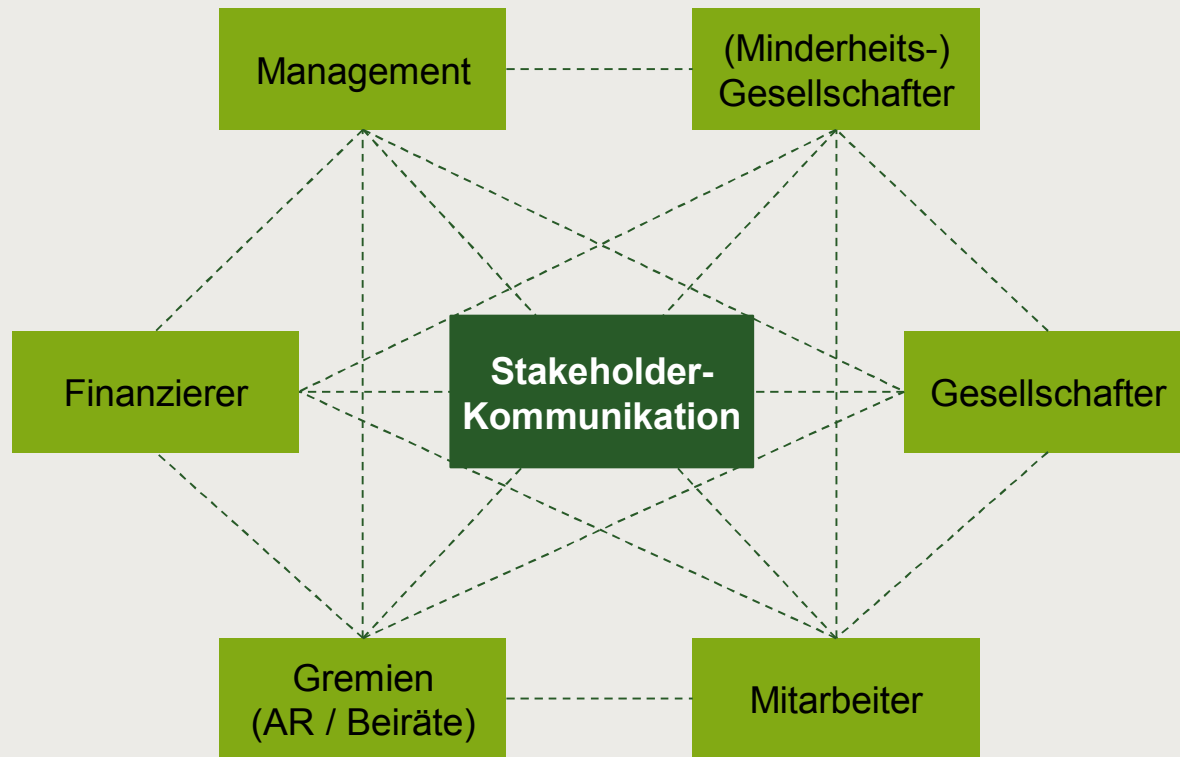 Management
(Minderheits-)
Gesellschafter
Finanzierer
Stakeholder-
Kommunikation
Gesellschafter
Gremien
(AR / Beiräte)
Mitarbeiter